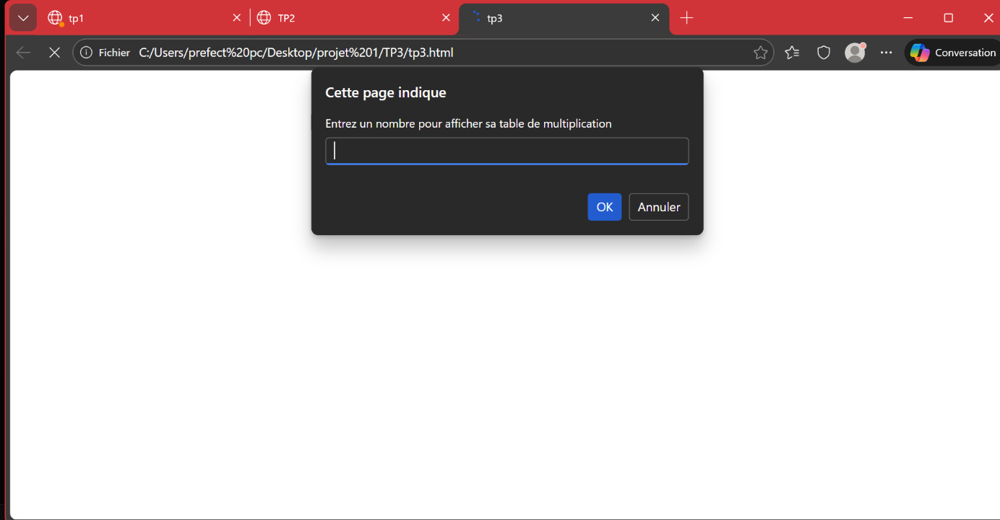 tp1
TP2
tp3
Fichier C:/Users/prefect%20pc/Desktop/projet%201/TP3/tp3.html
Conversation
Cette page indique
Entrez un nombre pour afficher sa table de multiplication
OK
Annuler